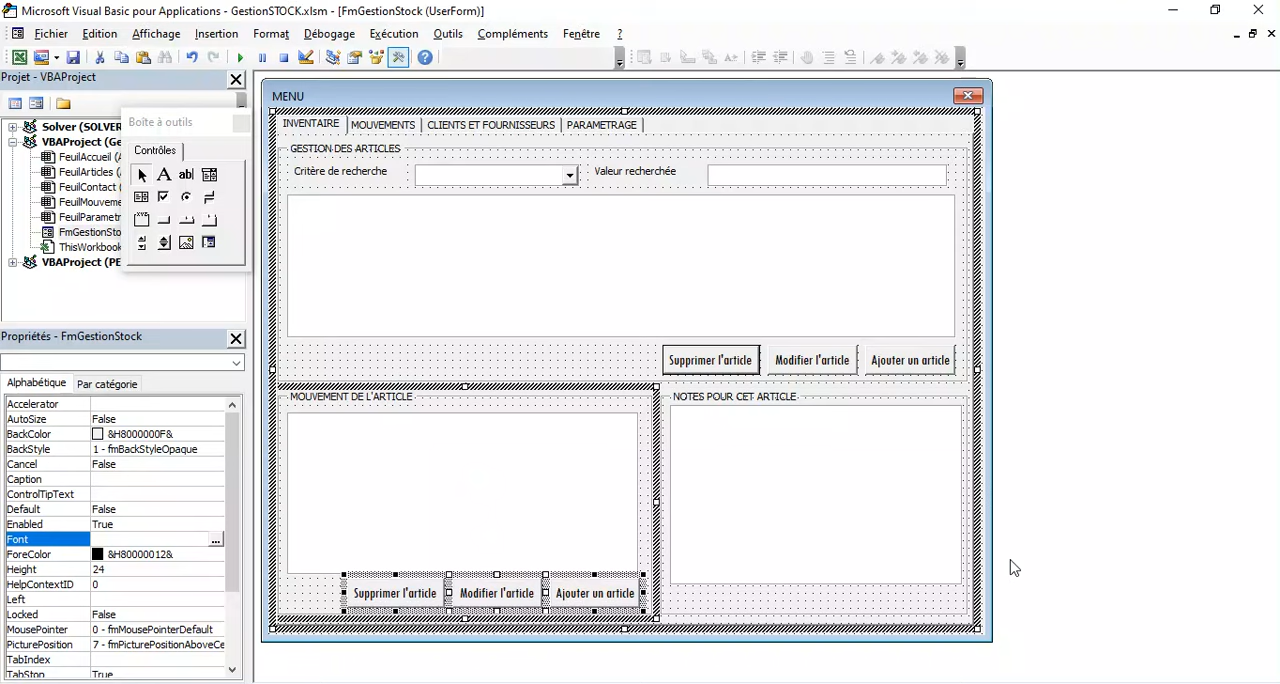 Microsoft Visual Basic pour Applications - GestionSTOCK.xlsm - [FmGestionStock (UserForm)]
Fichier Edition Affichage Insertion Format Débogage Exécution Outils Compléments Fenêtre ?
Projet - VBAProject
Solver (SOLVER
VBAProject (Ge
FeuilAccueil (A
FeuilArticles (
FeuilContact (
FeuilMouveme
FeuilParametr
FmGestionSto
ThisWorkbook
VBAProject (PE
Boîte à outils
Contrôles
A ab
Propriétés - FmGestionStock
Alphabétique Par catégorie
Accelerator
AutoSize False
BackColor &H8000000F&
BackStyle 1 - fmBackStyleOpaque
Cancel False
Caption
ControlTipText
Default False
Enabled True
Font ...
ForeColor &H80000012&
Height 24
HelpContextID 0
Left
Locked False
MousePointer 0 - fmMousePointerDefault
PicturePosition 7 - fmPicturePositionAboveCe
TabIndex
TabStop True
MENU
INVENTAIRE MOUVEMENTS CLIENTS ET FOURNISSEURS PARAMETRAGE
GESTION DES ARTICLES
Critère de recherche Valeur recherchée
Supprimer l'article Modifier l'article Ajouter un article
MOUVEMENT DE L'ARTICLE
Supprimer l'article Modifier l'article Ajouter un article
NOTES POUR CET ARTICLE